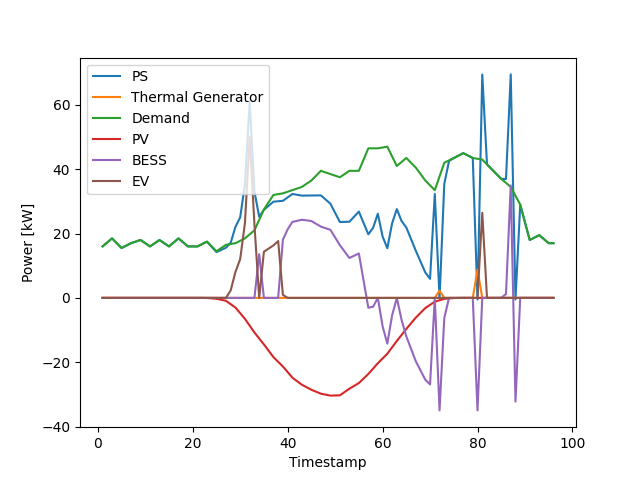 PS
Thermal Generator
Demand
PV
BESS
EV
60
40
20
0
−20
−40
Power [kW]
0 20 40 60 80 100
Timestamp